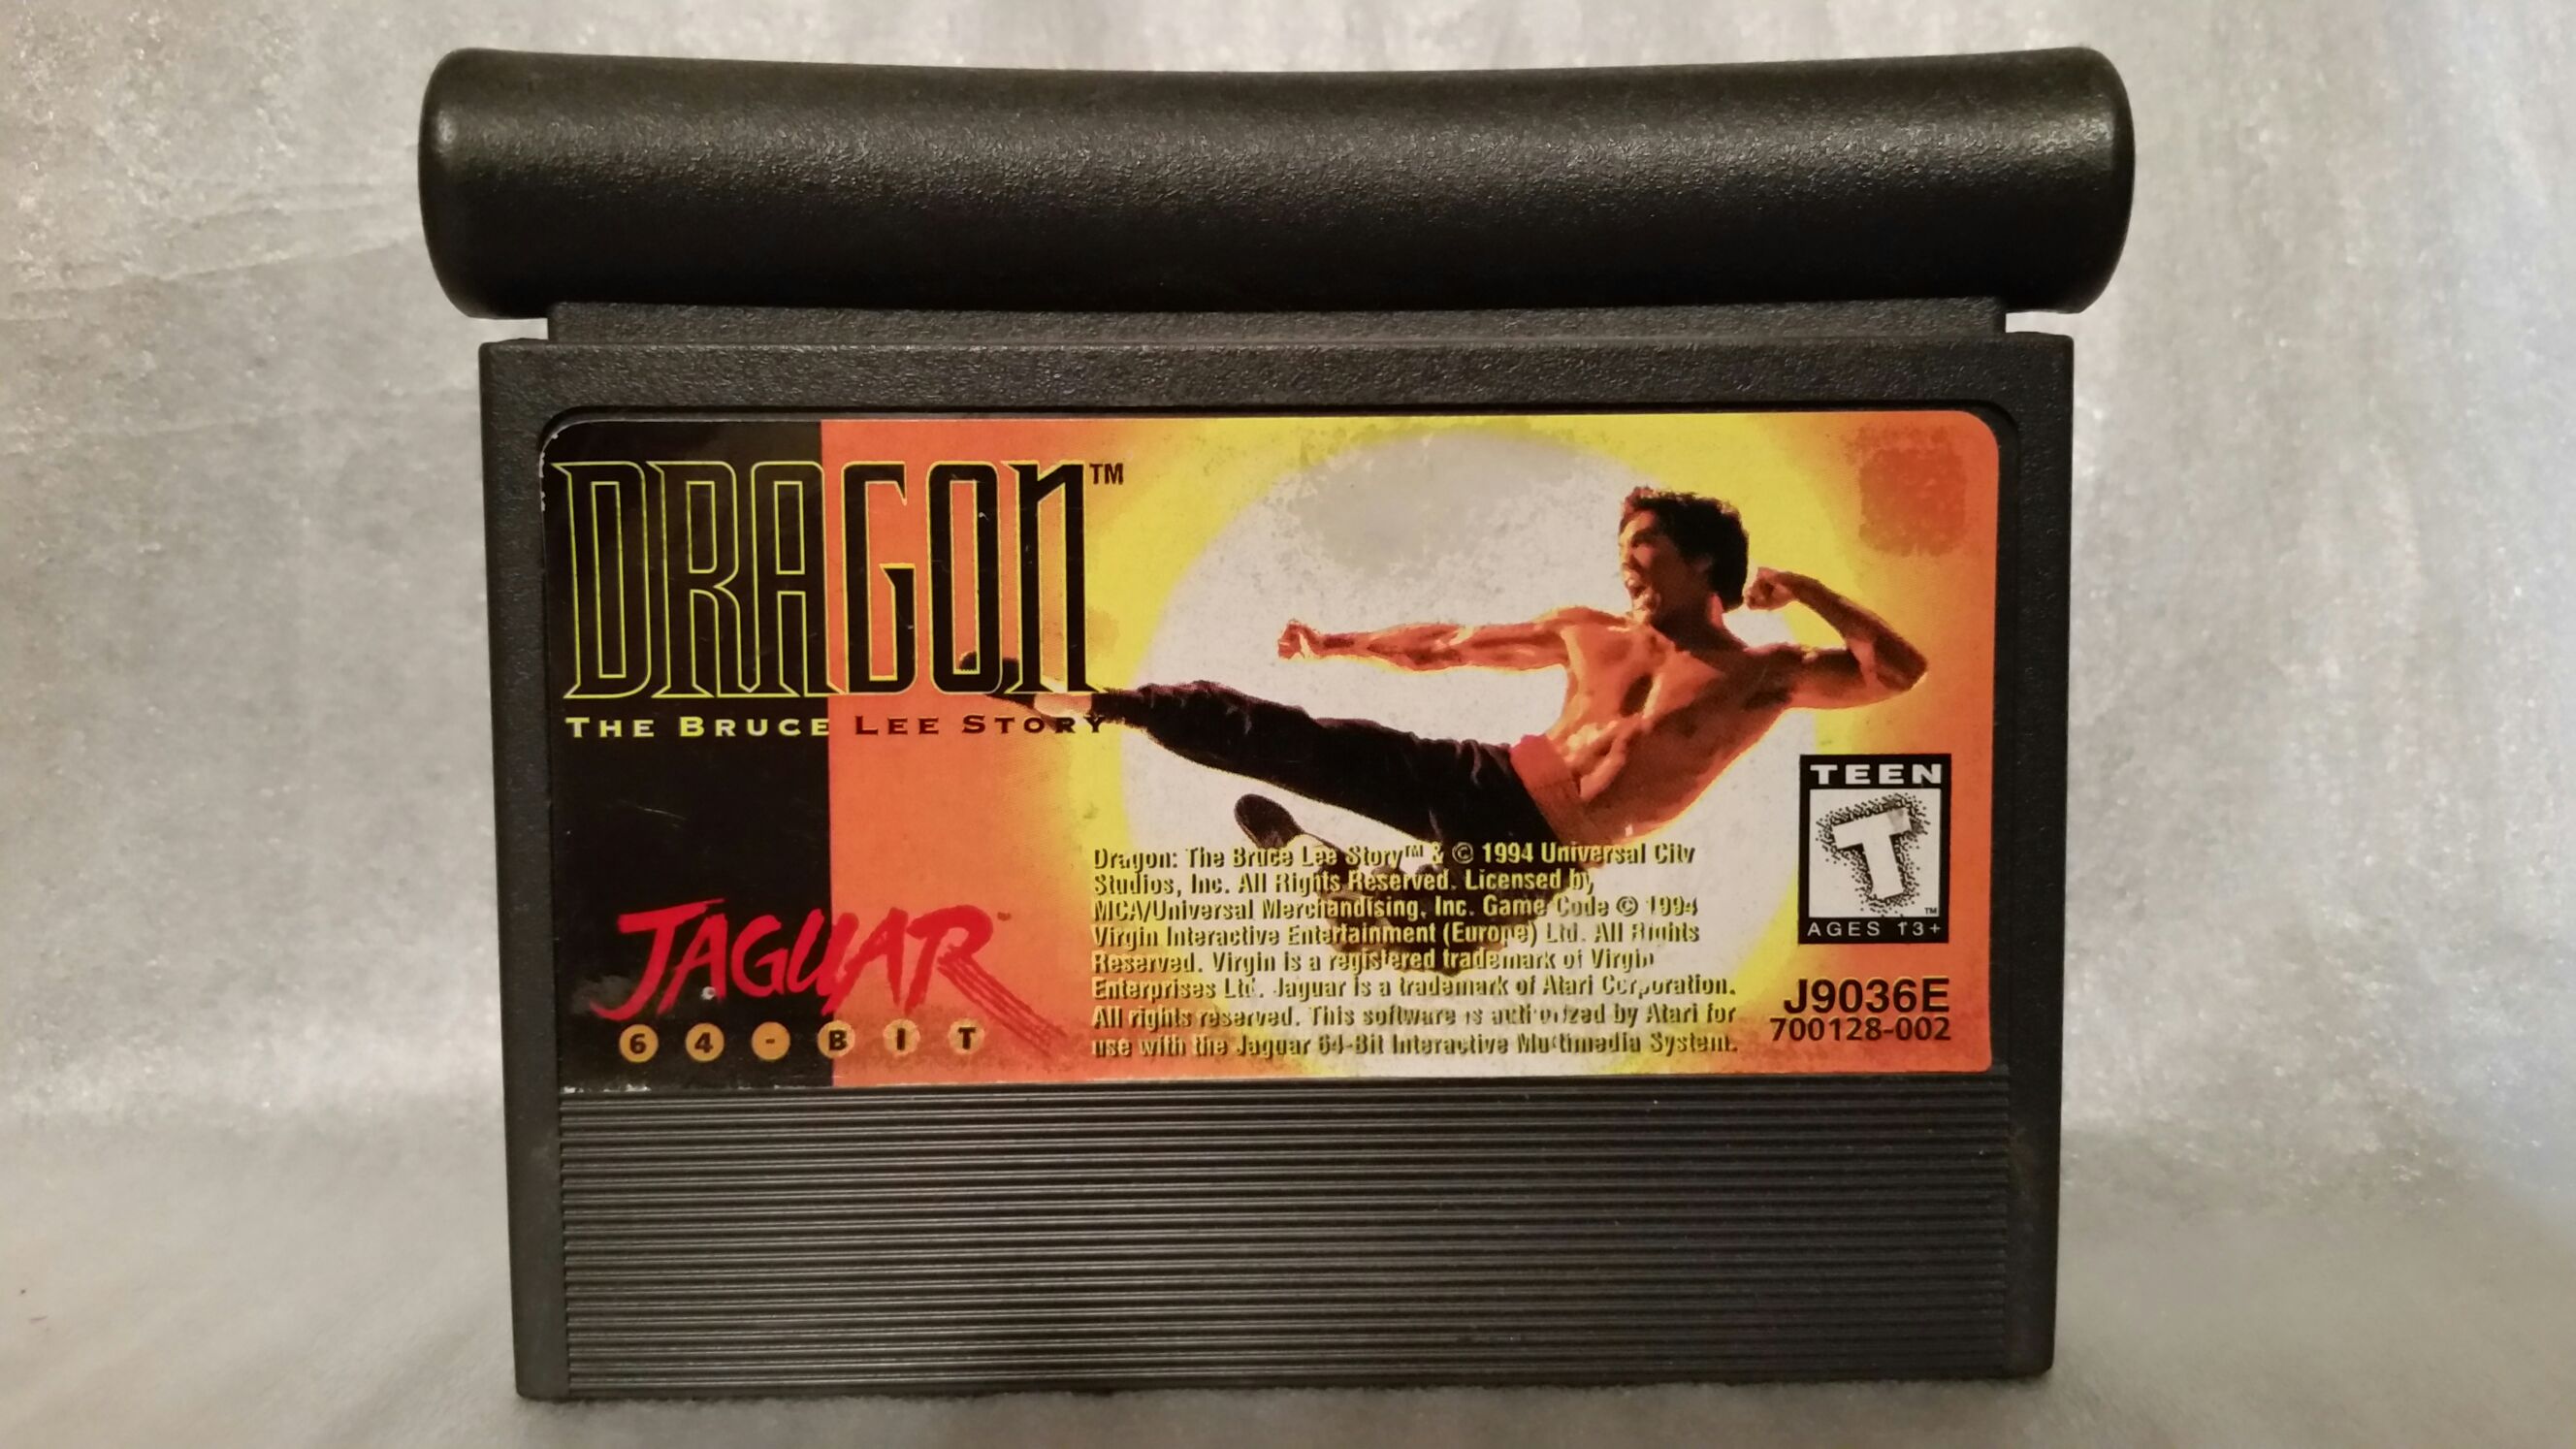 DRAGON™
THE BRUCE LEE STORY
JAGUAR™
64-BIT
Dragon: The Bruce Lee Story™ & © 1994 Universal City
Studios, Inc. All Rights Reserved. Licensed by
MCA/Universal Merchandising, Inc. Game Code © 1994
Virgin Interactive Entertainment (Europe) Ltd. All Rights
Reserved. Virgin is a registered trademark of Virgin
Enterprises Ltd. Jaguar is a trademark of Atari Corporation.
All rights reserved. This software is authorized by Atari for
use with the Jaguar 64-Bit Interactive Multimedia System.
TEEN
T™
AGES 13+
J9036E
700128-002